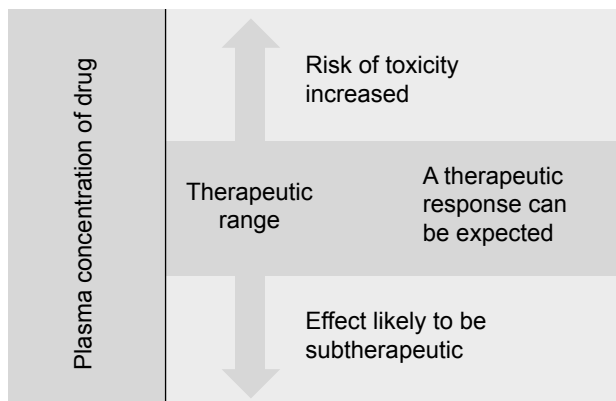 Plasma concentration of drug
Risk of toxicity
increased
Therapeutic
range
A therapeutic
response can
be expected
Effect likely to be
subtherapeutic